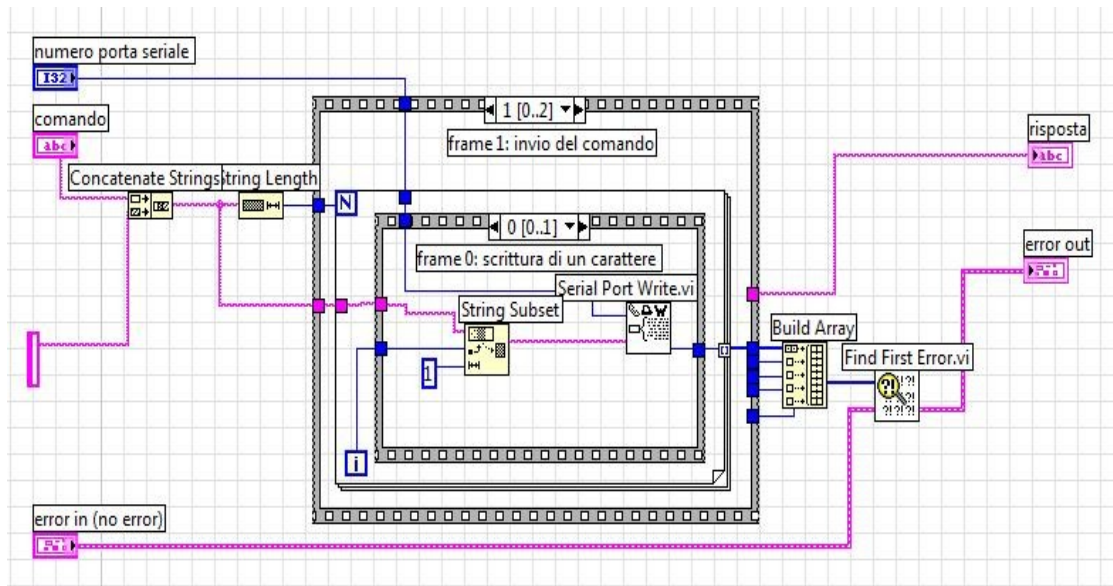 numero porta seriale
I32
1 [0..2]
comando
frame 1: invio del comando
abc
risposta
abc
Concatenate Strings
String Length
N
0 [0..1]
frame 0: scrittura di un carattere
error out
Serial Port Write.vi
String Subset
Build Array
Find First Error.vi
1
i
error in (no error)